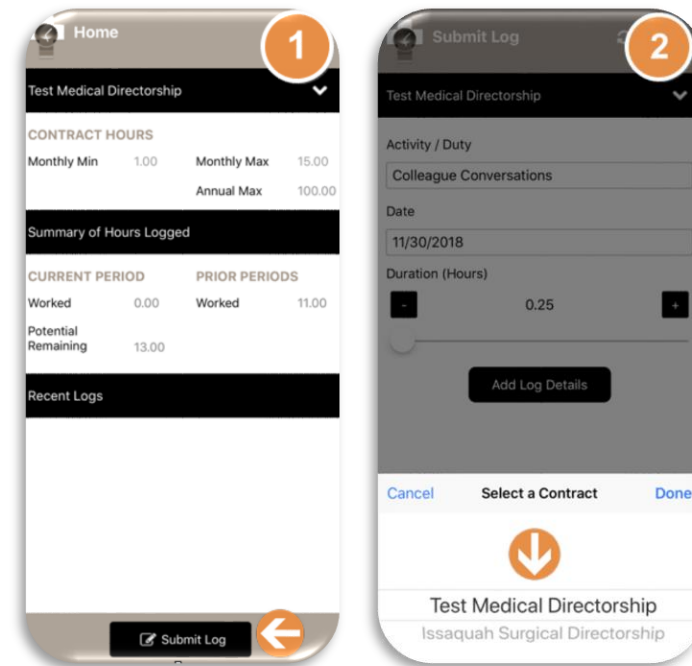 Home
1
Test Medical Directorship
CONTRACT HOURS
Monthly Min 1.00 Monthly Max 15.00
Annual Max 100.00
Summary of Hours Logged
CURRENT PERIOD PRIOR PERIODS
Worked 0.00 Worked 11.00
Potential
Remaining 13.00
Recent Logs
Submit Log
Submit Log
2
Test Medical Directorship
Activity / Duty
Colleague Conversations
Date
11/30/2018
Duration (Hours)
- 0.25 +
Add Log Details
Cancel Select a Contract Done
Test Medical Directorship
Issaquah Surgical Directorship